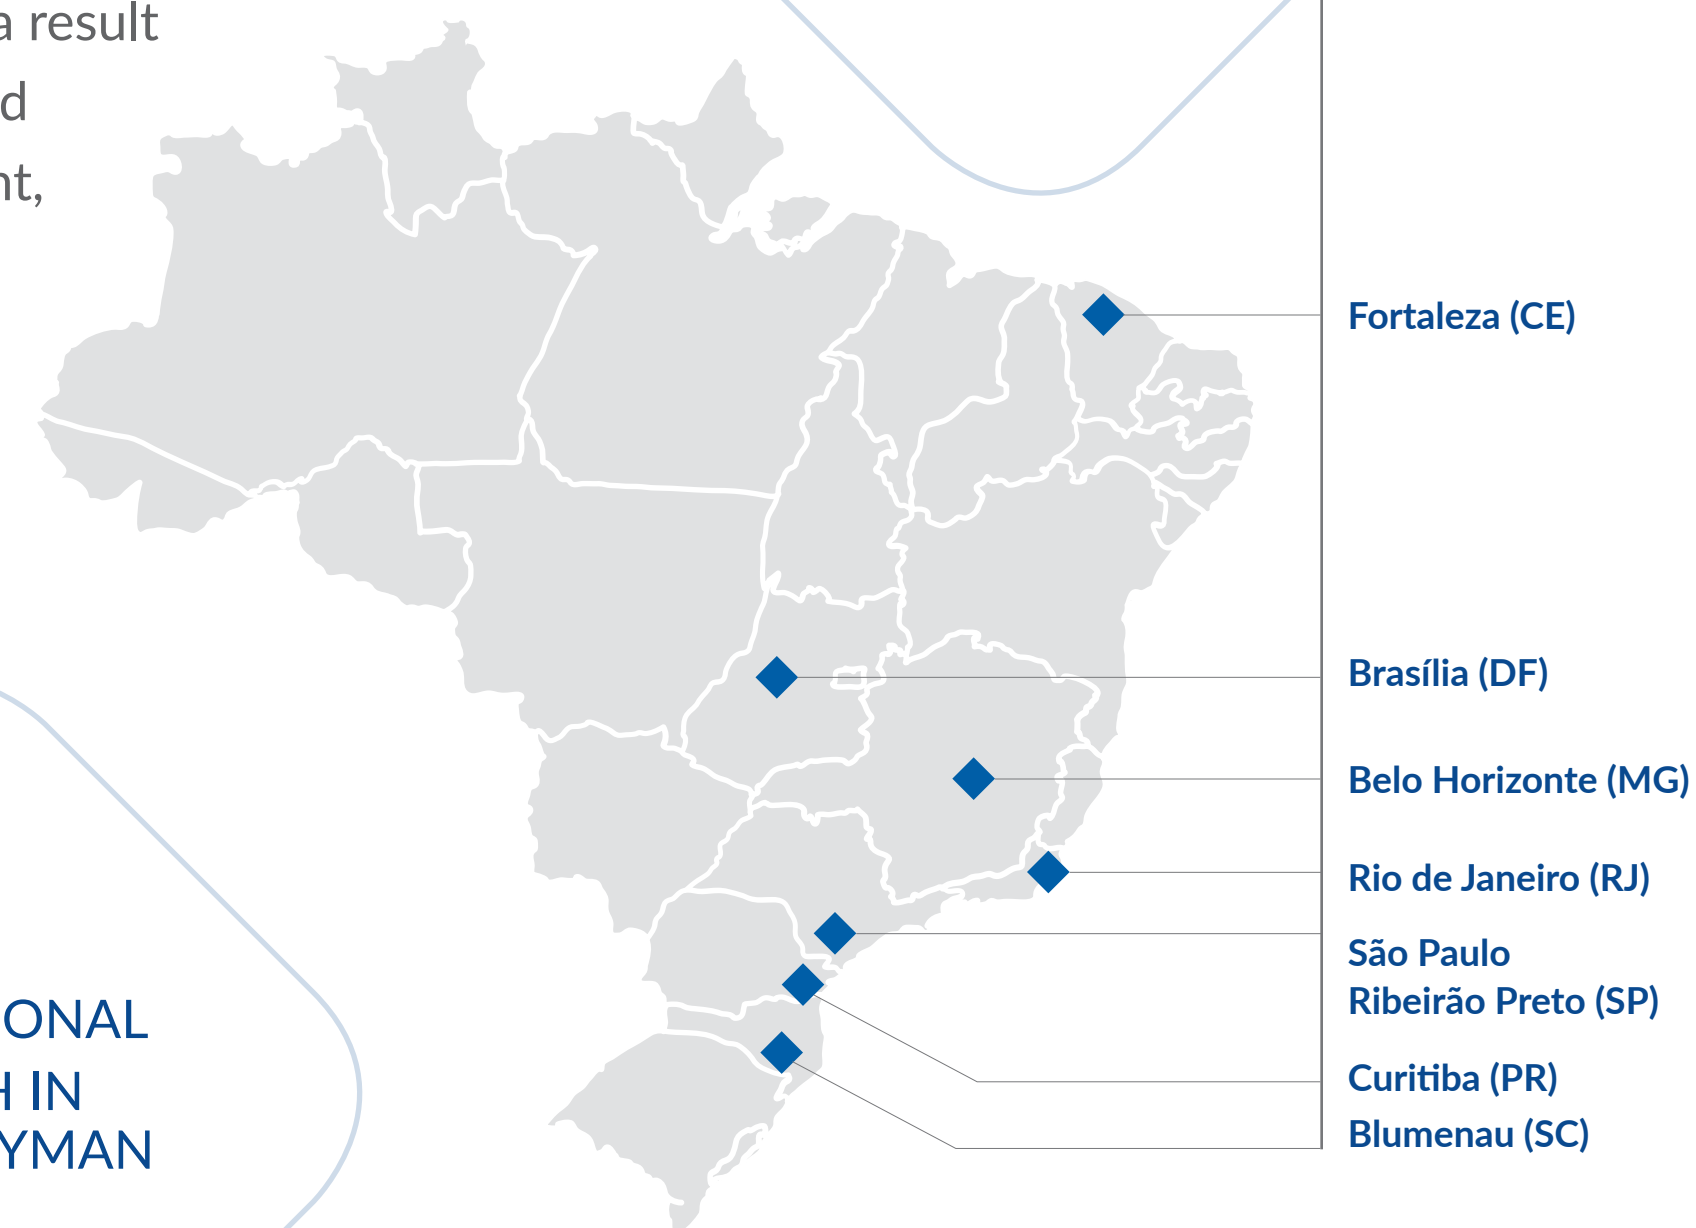 a result
d
nt,
Fortaleza (CE)
Brasília (DF)
Belo Horizonte (MG)
Rio de Janeiro (RJ)
São Paulo
Ribeirão Preto (SP)
Curitiba (PR)
Blumenau (SC)
IONAL
H IN
YMAN